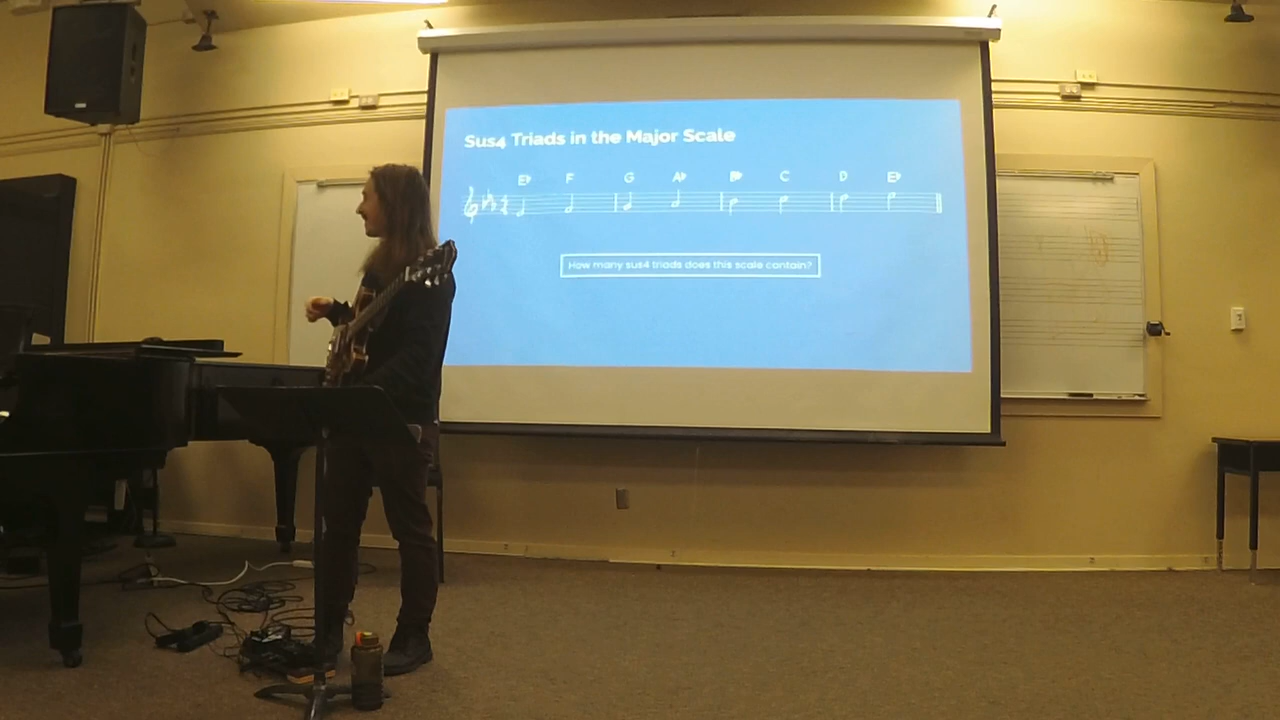 Sus4 Triads in the Major Scale
E♭ F G A♭ B♭ C D E♭
How many sus4 triads does this scale contain?